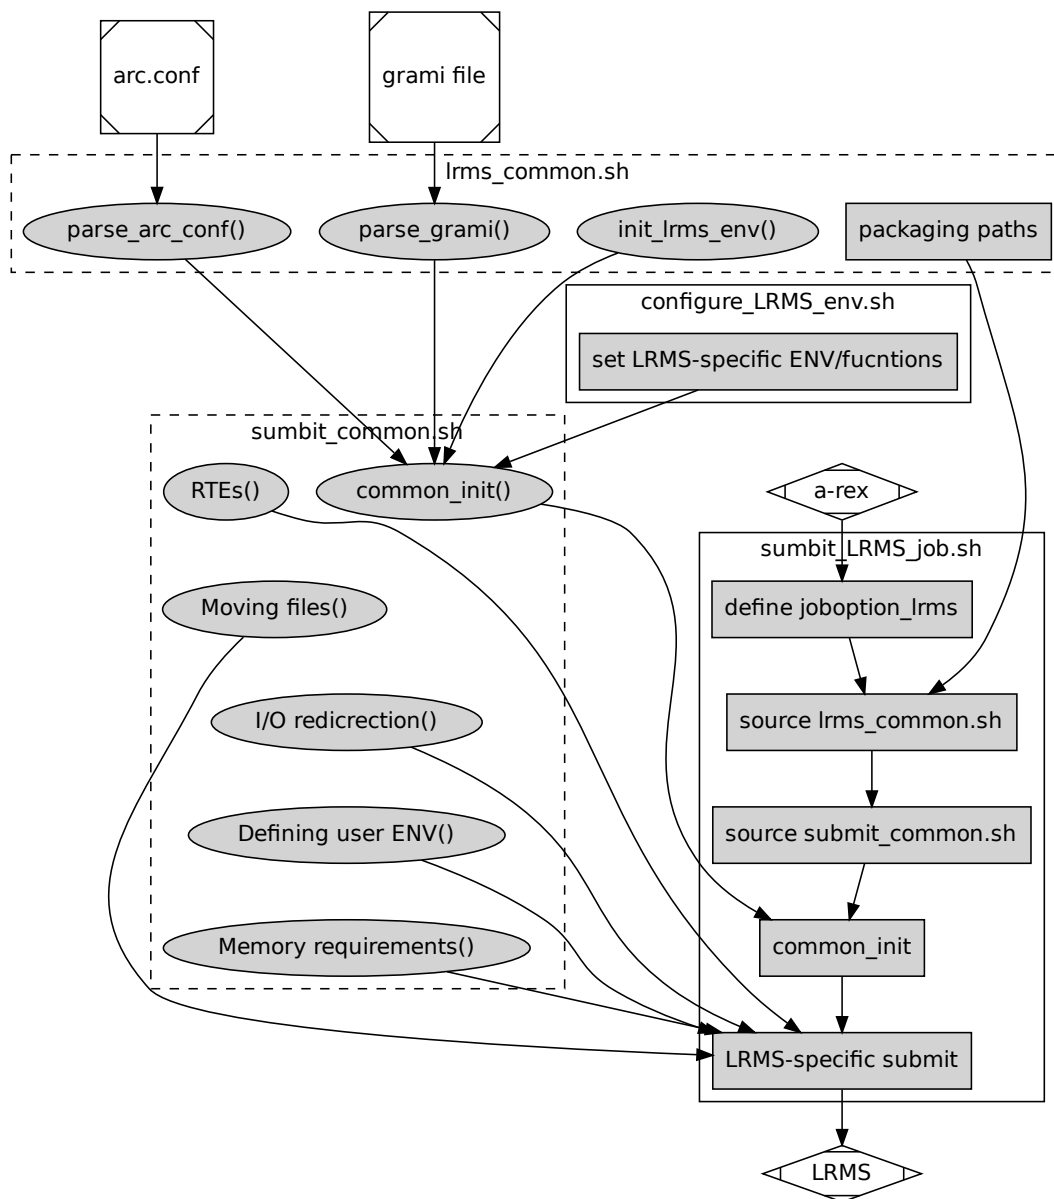 arc.conf
grami file
lrms_common.sh
parse_arc_conf()
parse_grami()
init_lrms_env()
packaging paths
configure_LRMS_env.sh
set LRMS-specific ENV/fucntions
sumbit_common.sh
RTEs()
common_init()
a-rex
sumbit_LRMS_job.sh
Moving files()
define joboption_lrms
I/O redicrection()
source lrms_common.sh
Defining user ENV()
source submit_common.sh
Memory requirements()
common_init
LRMS-specific submit
LRMS